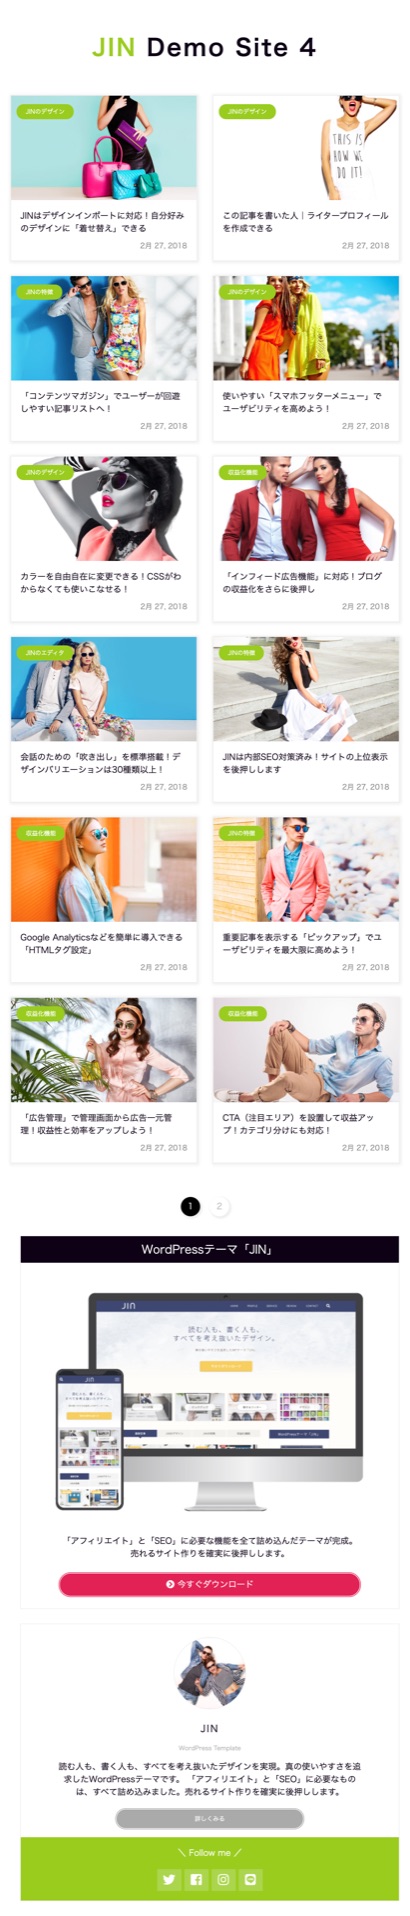 JIN Demo Site 4
JINのデザイン
JINはデザインインポートに対応！自分好み
のデザインに「着せ替え」できる
2月 27, 2018
JINのデザイン
THIS IS
HOW WE
DO IT!
この記事を書いた人｜ライタープロフィール
を作成できる
2月 27, 2018
JINの特徴
「コンテンツマガジン」でユーザーが回遊
しやすい記事リストへ！
2月 27, 2018
JINのデザイン
使いやすい「スマホフッターメニュー」で
ユーザビリティを高めよう！
2月 27, 2018
JINのデザイン
カラーを自由自在に変更できる！CSSがわ
からなくても使いこなせる！
2月 27, 2018
収益化機能
「インフィード広告機能」に対応！ブログ
の収益化をさらに後押し
2月 27, 2018
JINのエディタ
会話のための「吹き出し」を標準搭載！デ
ザインバリエーションは30種類以上！
2月 27, 2018
JINの特徴
JINは内部SEO対策済み！サイトの上位表示
を後押しします
2月 27, 2018
収益化機能
Google Analyticsなどを簡単に導入できる
「HTMLタグ設定」
2月 27, 2018
JINの特徴
重要記事を表示する「ピックアップ」でユー
ザビリティを最大限に高めよう！
2月 27, 2018
収益化機能
「広告管理」で管理画面から広告一元管
理！収益性と効率をアップしよう！
2月 27, 2018
収益化機能
CTA（注目エリア）を設置して収益アッ
プ！カテゴリ分けにも対応！
2月 27, 2018
1 2
WordPressテーマ「JIN」
JIN
読む人も、書く人も、
すべてを考え抜いたデザイン。
JIN
「アフィリエイト」と「SEO」に必要な機能を全て詰め込んだテーマが完成。
売れるサイト作りを確実に後押しします。
今すぐダウンロード
JIN
WordPress Template
読む人も、書く人も、すべてを考え抜いたデザインを実現。真の使いやすさを追
求したWordPressテーマです。 「アフィリエイト」と「SEO」に必要なもの
は、すべて詰め込みました。売れるサイト作りを確実に後押しします。
詳しくみる
＼ Follow me ／